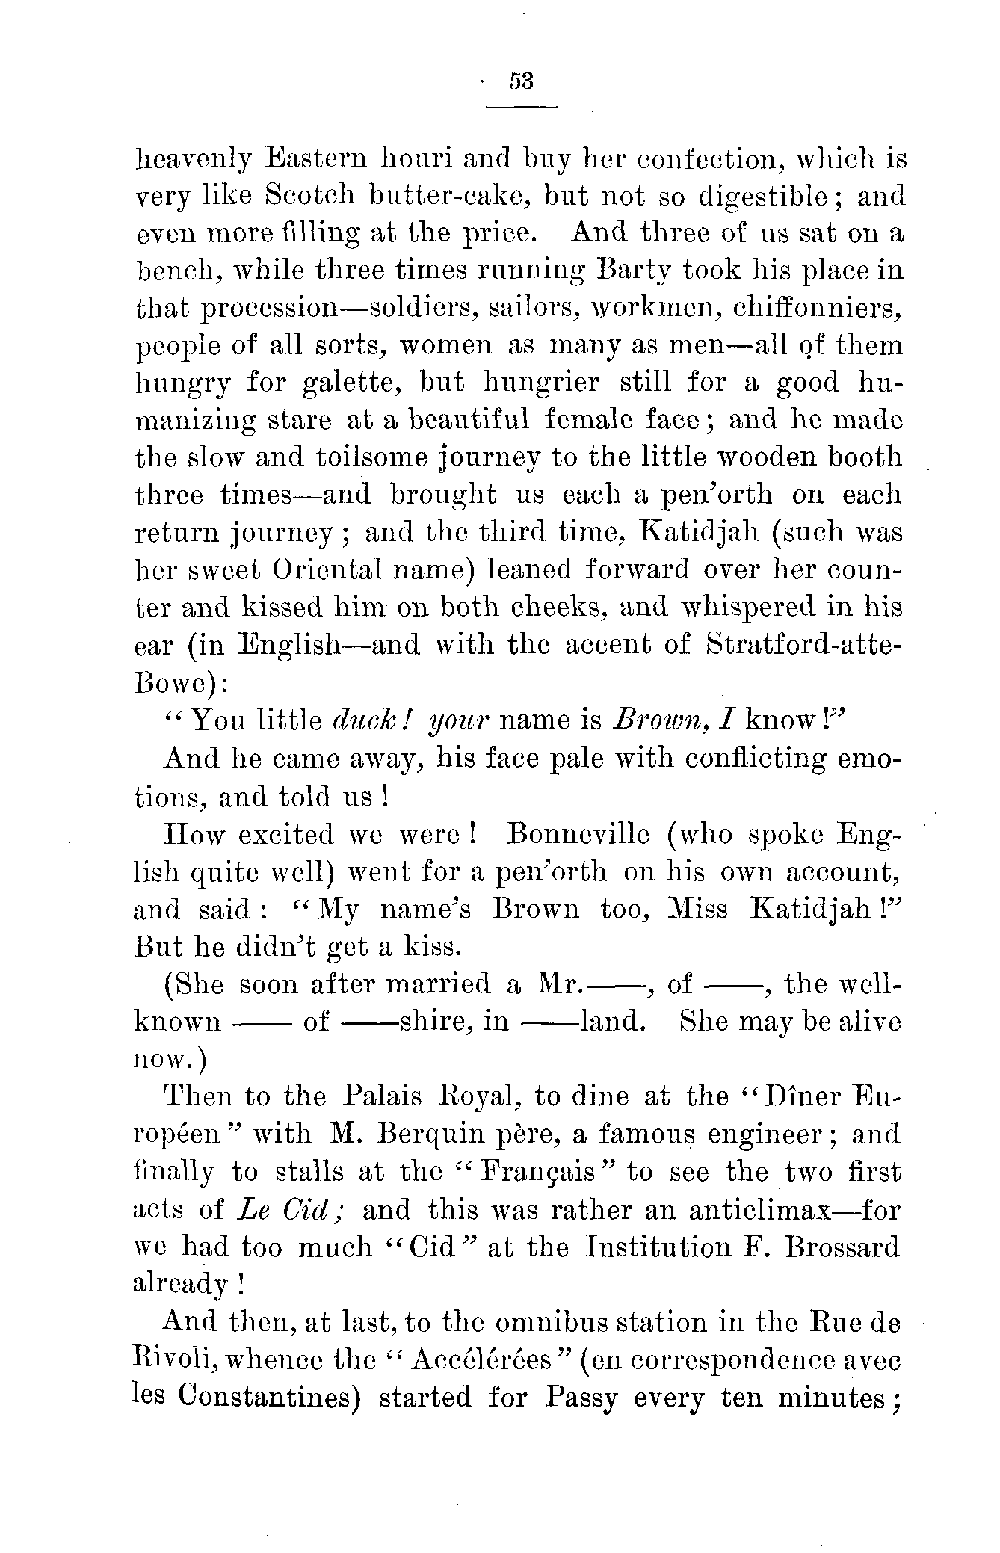 53
heavenly Eastern houri and buy her confection, which is
very like Scotch butter-cake, but not so digestible; and
even more filling at the price. And three of us sat on a
bench, while three times running Barty took his place in
that procession—soldiers, sailors, workmen, chiffonniers,
people of all sorts, women as many as men—all of them
hungry for galette, but hungrier still for a good hu-
manizing stare at a beautiful female face; and he made
the slow and toilsome journey to the little wooden booth
three times—and brought us each a pen'orth on each
return journey; and the third time, Katidjah (such was
her sweet Oriental name) leaned forward over her coun-
ter and kissed him on both cheeks, and whispered in his
ear (in English—and with the accent of Stratford-atte-
Bowe):
"You little duck! your name is Brown, I know!"
And he came away, his face pale with conflicting emo-
tions, and told us!
How excited we were! Bonneville (who spoke Eng-
lish quite well) went for a pen'orth on his own account,
and said: "My name's Brown too, Miss Katidjah!"
But he didn't get a kiss.
(She soon after married a Mr.——, of ——, the well-
known —— of ——shire, in ——land. She may be alive
now.)
Then to the Palais Royal, to dine at the "Dîner Eu-
ropéen" with M. Berquin père, a famous engineer; and
finally to stalls at the "Français" to see the two first
acts of Le Cid; and this was rather an anticlimax—for
we had too much "Cid" at the Institution F. Brossard
already!
And then, at last, to the omnibus station in the Rue de
Rivoli, whence the "Accélérées" (en correspondence avec
les Constantines) started for Passy every ten minutes;